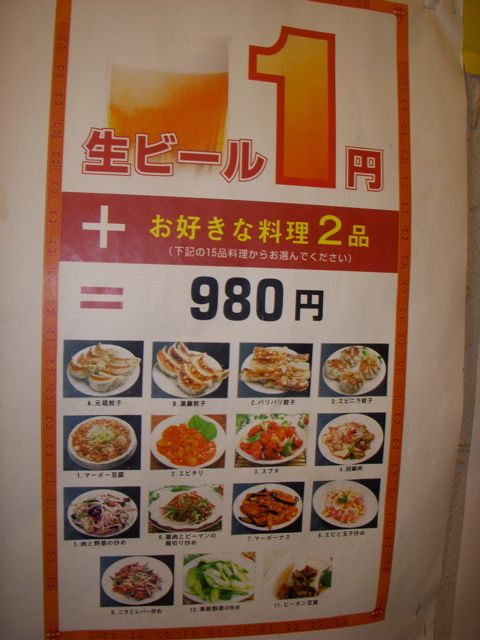 生ビール1円
+ お好きな料理2品
(下記の15品料理からお選んでください)
= 980円
A.元祖餃子
B.黒豚餃子
C.パリパリ餃子
D.エビニラ餃子
1.マーボー豆腐
2.エビチリ
3.スブタ
4.回鍋肉
5.肉と野菜の炒め
6.豚肉とピーマンの
細切り炒め
7.マーボーナス
8.エビと玉子炒め
9.ニラとレバー炒め
10.季節野菜の炒め
11.ピータン豆腐